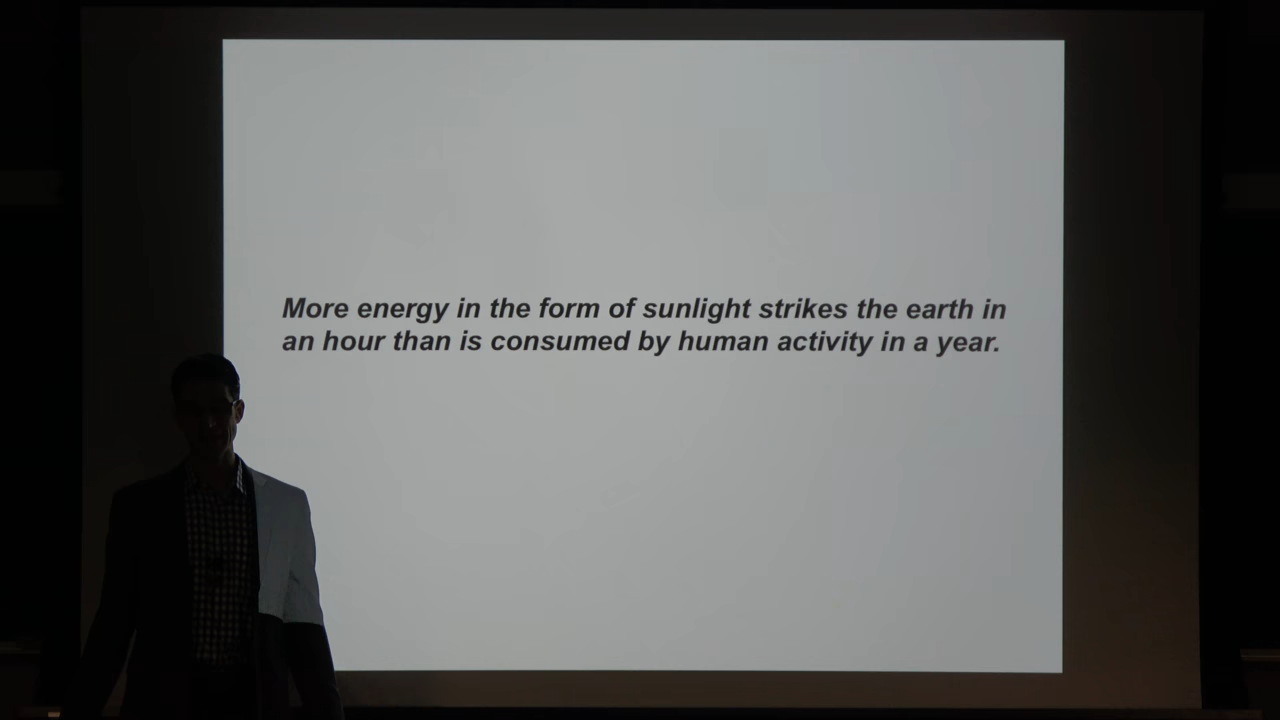 More energy in the form of sunlight strikes the earth in
an hour than is consumed by human activity in a year.